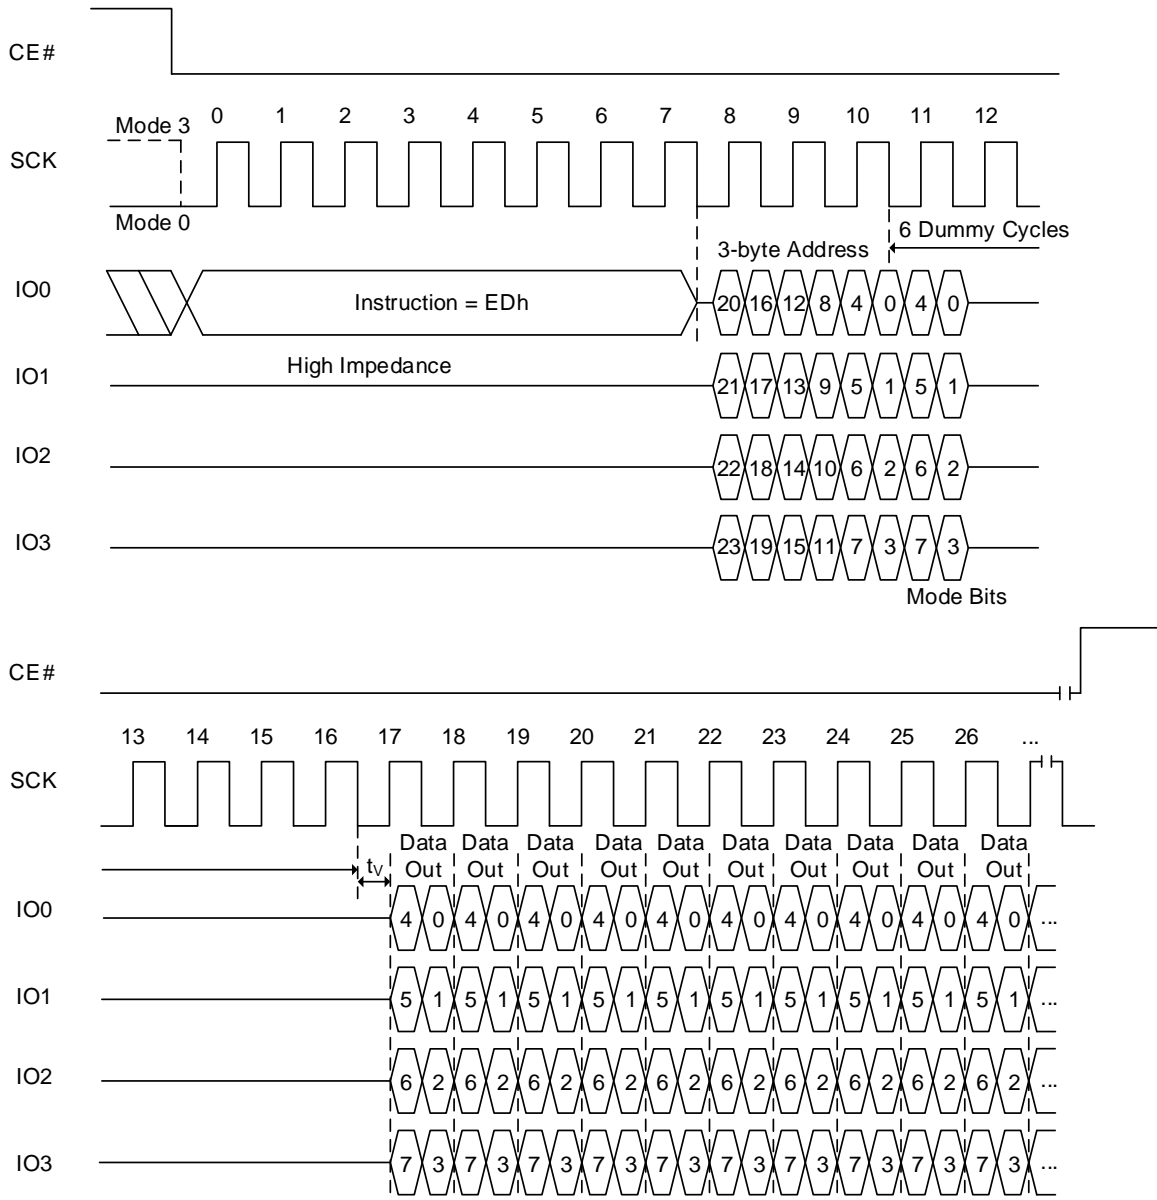 CE#
Mode 3 0 1 2 3 4 5 6 7 8 9 10 11 12
SCK
Mode 0
6 Dummy Cycles
3-byte Address
IO0 Instruction = EDh 20 16 12 8 4 0 4 0
High Impedance
IO1 21 17 13 9 5 1 5 1
IO2 22 18 14 10 6 2 6 2
IO3 23 19 15 11 7 3 7 3
Mode Bits
CE#
13 14 15 16 17 18 19 20 21 22 23 24 25 26 ...
SCK
Data Data Data Data Data Data Data Data Data Data
tV Out Out Out Out Out Out Out Out Out Out
IO0 4 0 4 0 4 0 4 0 4 0 4 0 4 0 4 0 4 0 4 0 ...
IO1 5 1 5 1 5 1 5 1 5 1 5 1 5 1 5 1 5 1 5 1 ...
IO2 6 2 6 2 6 2 6 2 6 2 6 2 6 2 6 2 6 2 6 2 ...
IO3 7 3 7 3 7 3 7 3 7 3 7 3 7 3 7 3 7 3 7 3 ...